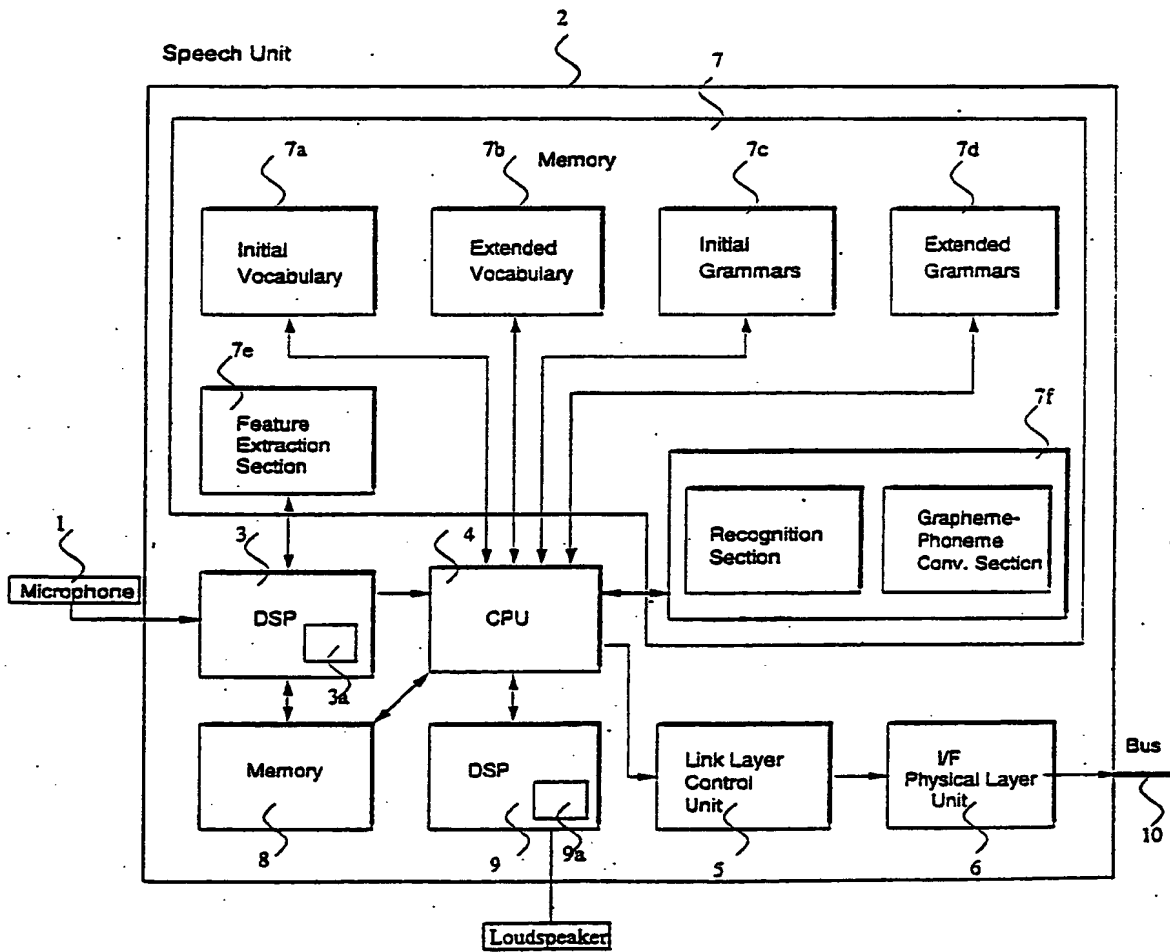 2
Speech Unit
7
7a
7b
Memory
7c
7d
Initial
Vocabulary
Extended
Vocabulary
Initial
Grammars
Extended
Grammars
7e
7f
Feature
Extraction
Section
Recognition
Section
Grapheme-
Phoneme
Conv. Section
1
3
4
Microphone
DSP
CPU
3a
Memory
DSP
Link Layer
Control
Unit
I/F
Physical Layer
Unit
Bus
8
9
9a
5
6
10
Loudspeaker